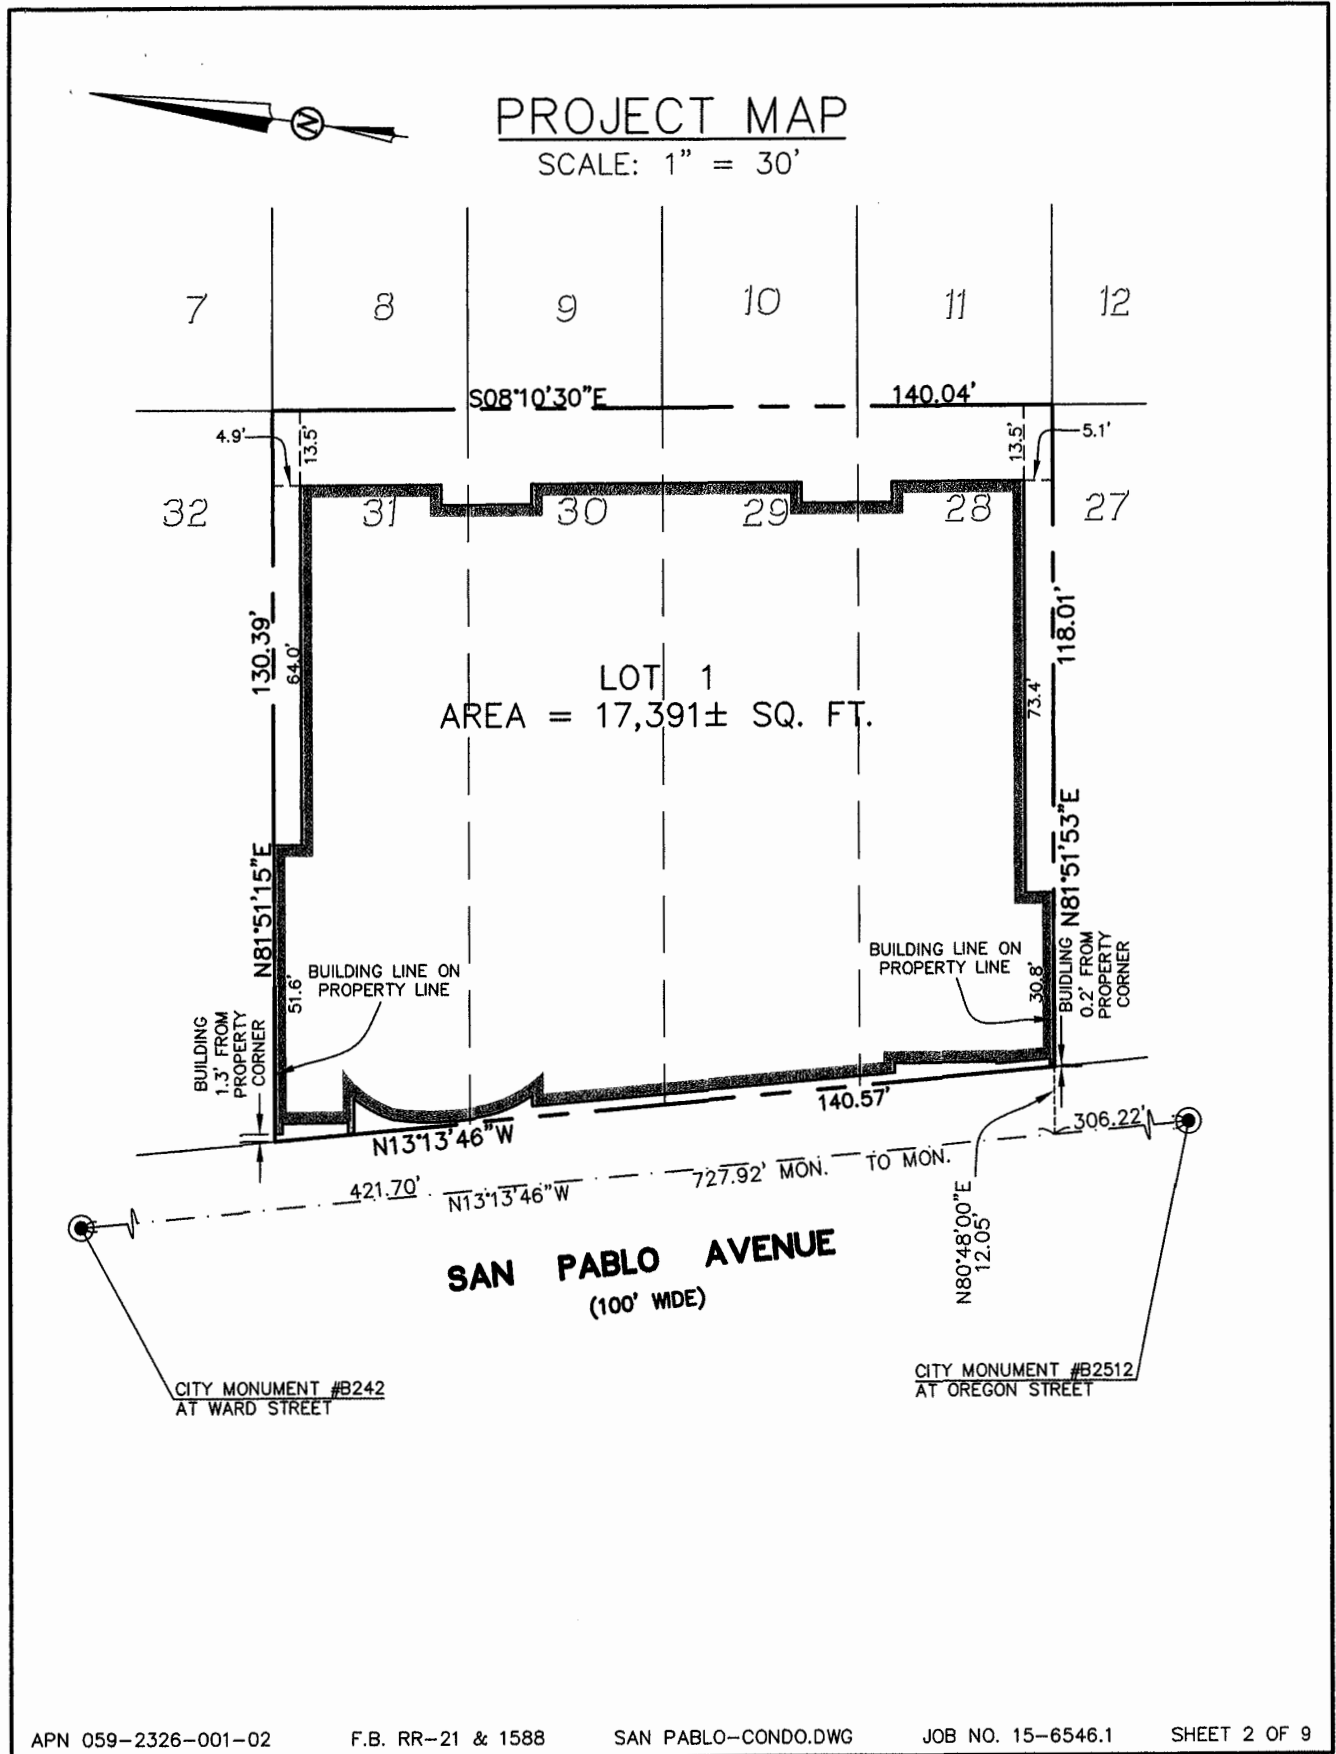 N
PROJECT MAP
SCALE: 1" = 30'
7
8
9
10
11
12
S08°10'30"E
140.04'
4.9'
13.5'
13.5'
5.1'
32
31
30
29
28
27
130.39'
64.0'
118.01'
73.4'
LOT 1
AREA = 17,391± SQ. FT.
N81°51'15"E
N81°51'53"E
51.6'
BUILDING LINE ON
PROPERTY LINE
BUILDING LINE ON
PROPERTY LINE
30.8'
BUIDLING
0.2' FROM
PROPERTY
CORNER
BUILDING
1.3' FROM
PROPERTY
CORNER
N13°13'46"W
140.57'
306.22'
421.70'
N13°13'46"W
727.92' MON. TO MON.
N80°48'00"E
12.05'
SAN PABLO AVENUE
(100' WIDE)
CITY MONUMENT #B242
AT WARD STREET
CITY MONUMENT #B2512
AT OREGON STREET
APN 059-2326-001-02 F.B. RR-21 & 1588 SAN PABLO-CONDO.DWG JOB NO. 15-6546.1 SHEET 2 OF 9